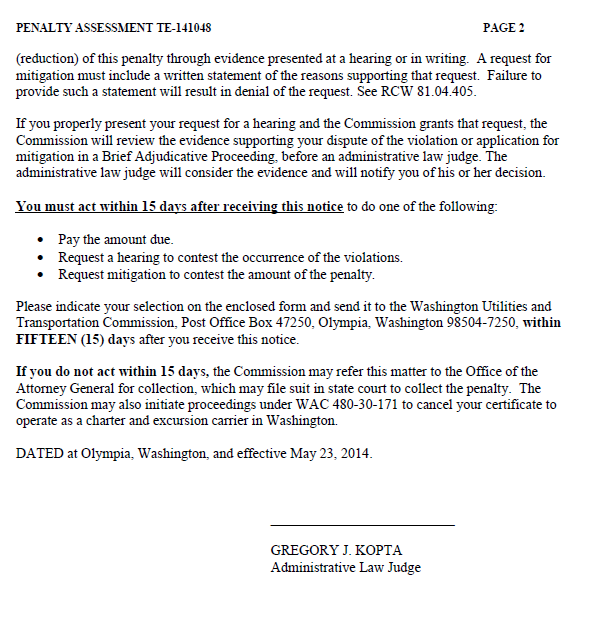 PENALTY ASSESSMENT TE-141048 PAGE 2
(reduction) of this penalty through evidence presented at a hearing or in writing. A request for
mitigation must include a written statement of the reasons supporting that request. Failure to
provide such a statement will result in denial of the request. See RCW 81.04.405.
If you properly present your request for a hearing and the Commission grants that request, the
Commission will review the evidence supporting your dispute of the violation or application for
mitigation in a Brief Adjudicative Proceeding, before an administrative law judge. The
administrative law judge will consider the evidence and will notify you of his or her decision.
You must act within 15 days after receiving this notice to do one of the following:
• Pay the amount due.
• Request a hearing to contest the occurrence of the violations.
• Request mitigation to contest the amount of the penalty.
Please indicate your selection on the enclosed form and send it to the Washington Utilities and
Transportation Commission, Post Office Box 47250, Olympia, Washington 98504-7250, within
FIFTEEN (15) days after you receive this notice.
If you do not act within 15 days, the Commission may refer this matter to the Office of the
Attorney General for collection, which may file suit in state court to collect the penalty. The
Commission may also initiate proceedings under WAC 480-30-171 to cancel your certificate to
operate as a charter and excursion carrier in Washington.
DATED at Olympia, Washington, and effective May 23, 2014.
GREGORY J. KOPTA
Administrative Law Judge